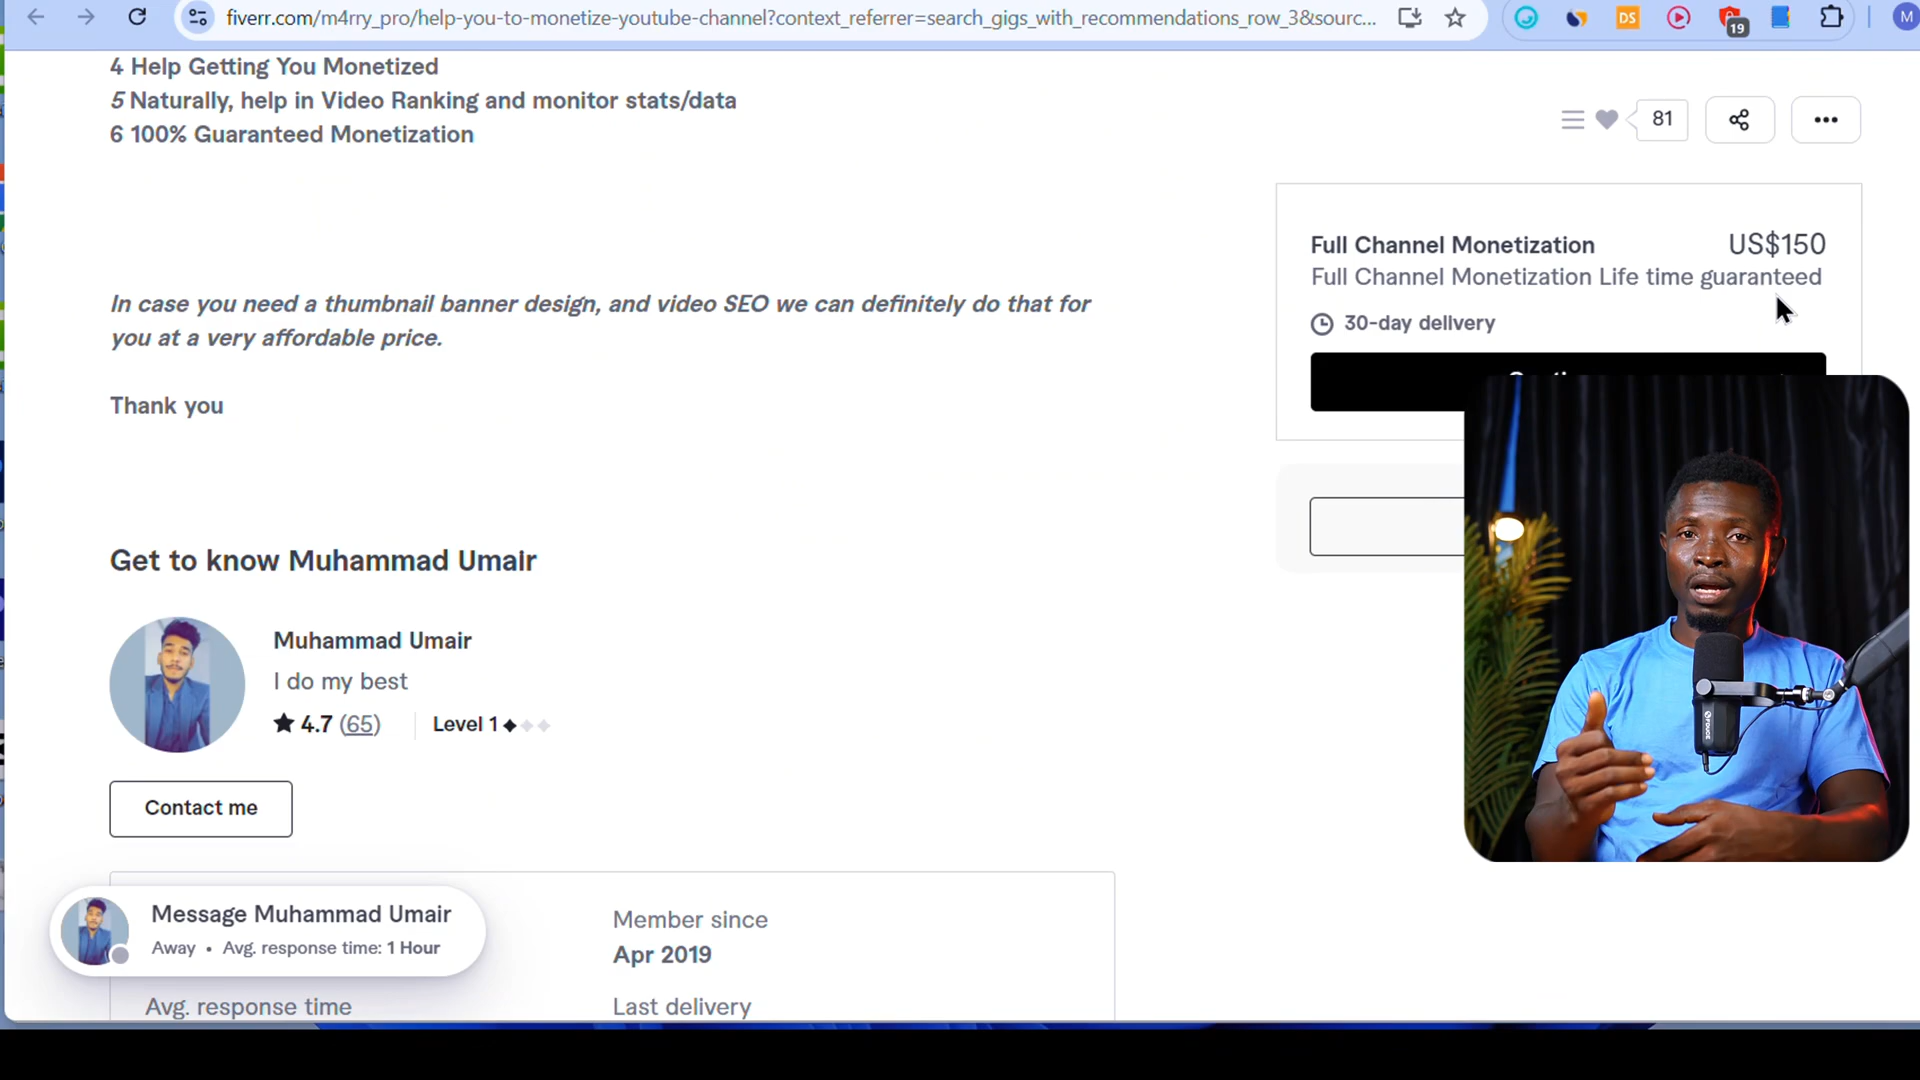 fiverr.com/m4rry_pro/help-you-to-monetize-youtube-channel?context_referrer=search_gigs_with_recommendations_row_3&sourc...
DS
19
M
4 Help Getting You Monetized
5 Naturally, help in Video Ranking and monitor stats/data
6 100% Guaranteed Monetization
81
Full Channel Monetization US$150
Full Channel Monetization Life time guaranteed
30-day delivery
In case you need a thumbnail banner design, and video SEO we can definitely do that for
you at a very affordable price.
Thank you
Get to know Muhammad Umair
Muhammad Umair
I do my best
4.7 (65) Level 1
Contact me
Message Muhammad Umair
Away • Avg. response time: 1 Hour
Member since
Apr 2019
Avg. response time
Last delivery